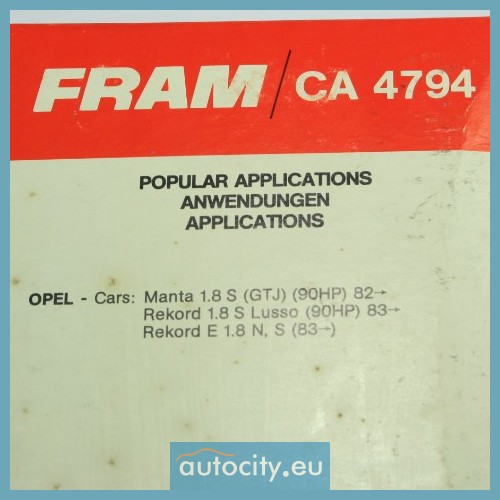 FRAM / CA 4794
POPULAR APPLICATIONS
ANWENDUNGEN
APPLICATIONS
OPEL - Cars: Manta 1.8 S (GTJ) (90HP) 82→
Rekord 1.8 S Lusso (90HP) 83→
Rekord E 1.8 N, S (83→)
autocity.eu